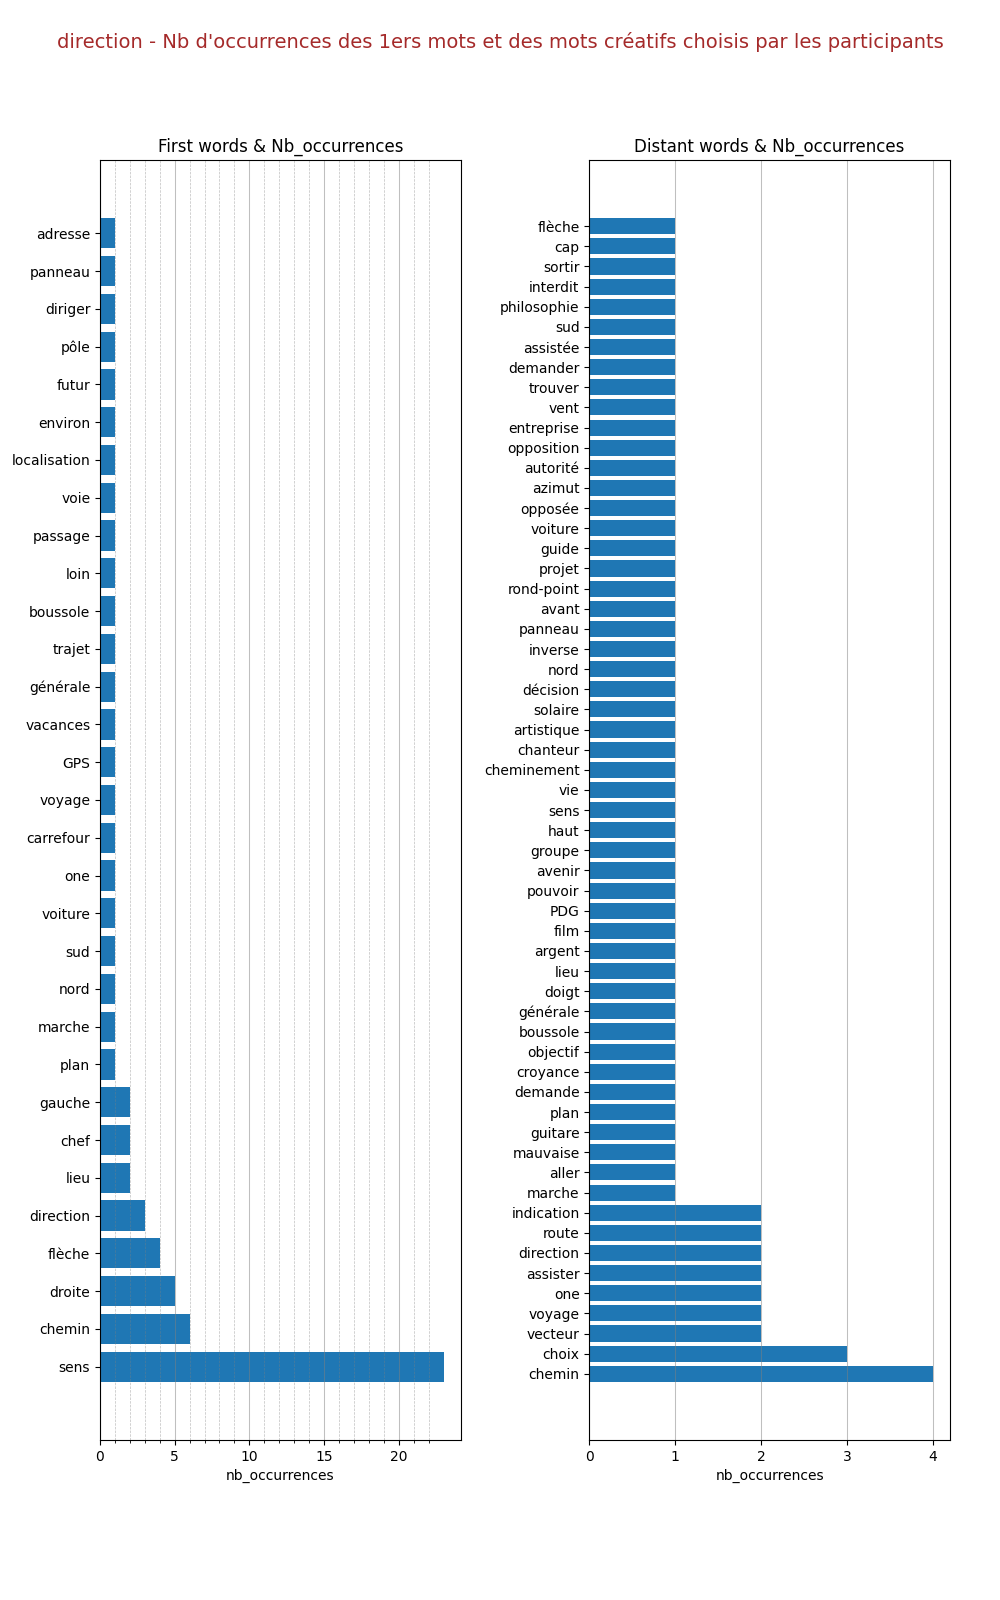 direction - Nb d'occurrences des 1ers mots et des mots créatifs choisis par les participants
First words & Nb_occurrences
adresse
panneau
diriger
pôle
futur
environ
localisation
voie
passage
loin
boussole
trajet
générale
vacances
GPS
voyage
carrefour
one
voiture
sud
nord
marche
plan
gauche
chef
lieu
direction
flèche
droite
chemin
sens
0 5 10 15 20
nb_occurrences
Distant words & Nb_occurrences
flèche
cap
sortir
interdit
philosophie
sud
assistée
demander
trouver
vent
entreprise
opposition
autorité
azimut
opposée
voiture
guide
projet
rond-point
avant
panneau
inverse
nord
décision
solaire
artistique
chanteur
cheminement
vie
sens
haut
groupe
avenir
pouvoir
PDG
film
argent
lieu
doigt
générale
boussole
objectif
croyance
demande
plan
guitare
mauvaise
aller
marche
indication
route
direction
assister
one
voyage
vecteur
choix
chemin
0 1 2 3 4
nb_occurrences